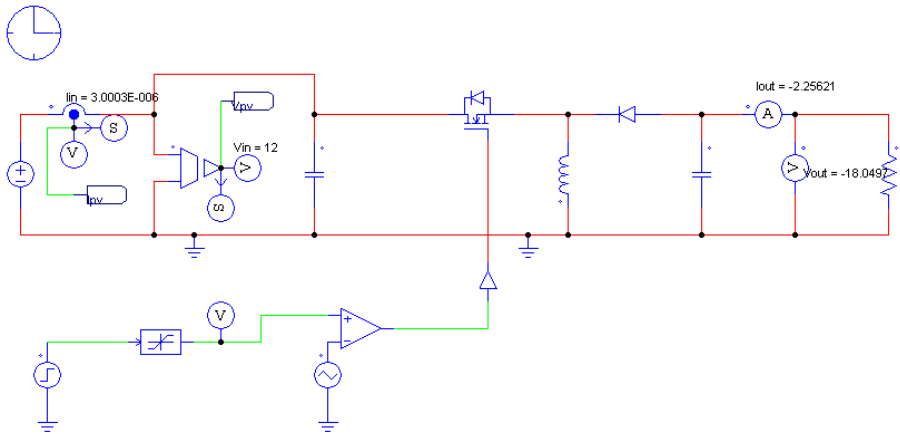 Iin = 3.0003E-006
Iout = -2.25621
Vpv
S
A
V
Vin = 12
V
V
Vout = -18.0497
Ipv
S
V